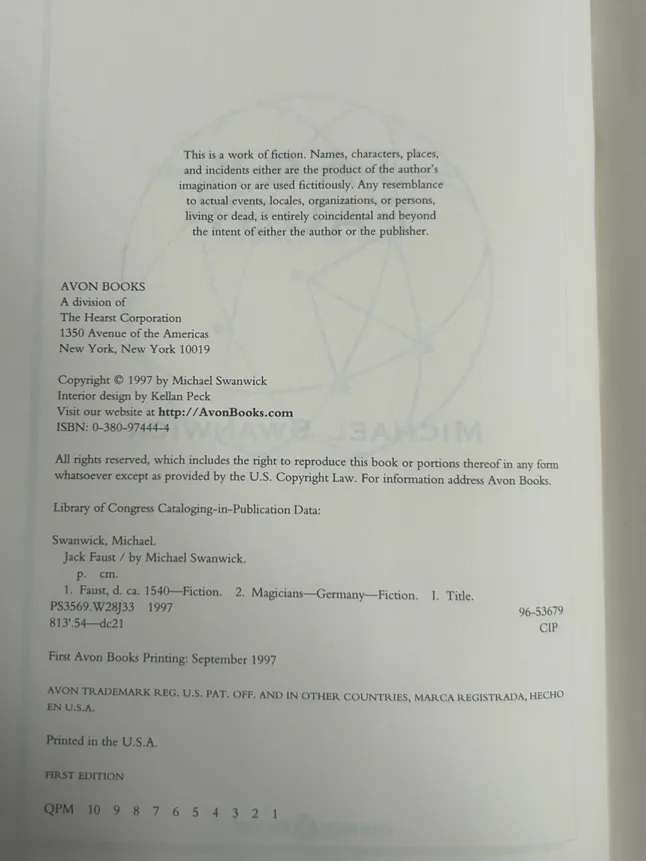 This is a work of fiction. Names, characters, places,
and incidents either are the product of the author's
imagination or are used fictitiously. Any resemblance
to actual events, locales, organizations, or persons,
living or dead, is entirely coincidental and beyond
the intent of either the author or the publisher.
AVON BOOKS
A division of
The Hearst Corporation
1350 Avenue of the Americas
New York, New York 10019
Copyright © 1997 by Michael Swanwick
Interior design by Kellan Peck
Visit our website at http://AvonBooks.com
ISBN: 0-380-97444-4
MICHAEL SWANWICK
All rights reserved, which includes the right to reproduce this book or portions thereof in any form
whatsoever except as provided by the U.S. Copyright Law. For information address Avon Books.
Library of Congress Cataloging-in-Publication Data:
Swanwick, Michael.
Jack Faust / by Michael Swanwick.
p. cm.
1. Faust, d. ca. 1540—Fiction. 2. Magicians—Germany—Fiction. I. Title.
PS3569.W28J33 1997 96-53679
813'.54—dc21 CIP
First Avon Books Printing: September 1997
AVON TRADEMARK REG. U.S. PAT. OFF. AND IN OTHER COUNTRIES, MARCA REGISTRADA, HECHO
EN U.S.A.
Printed in the U.S.A.
FIRST EDITION
QPM 10 9 8 7 6 5 4 3 2 1